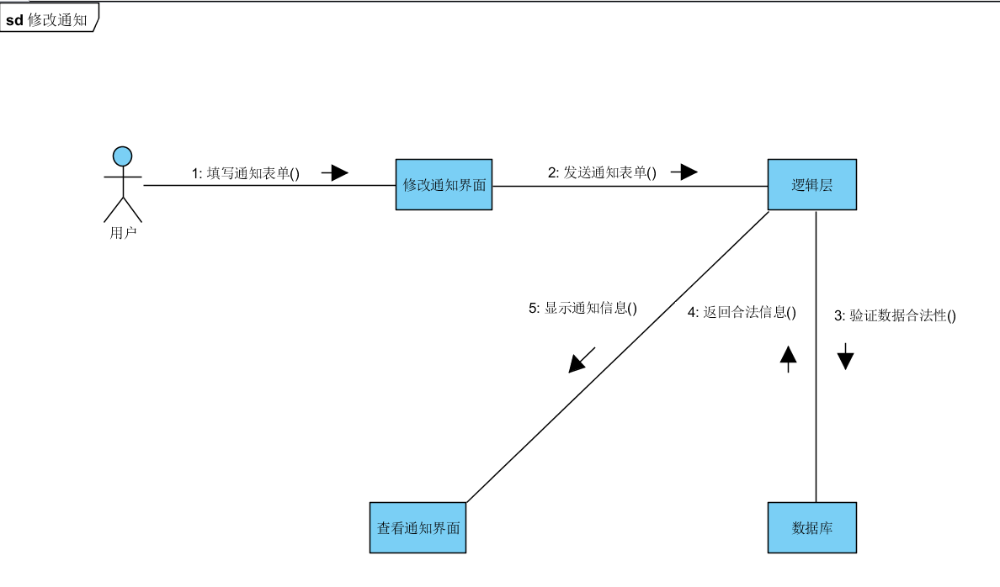 sd 修改通知
1: 填写通知表单()
2: 发送通知表单()
修改通知界面
逻辑层
用户
5: 显示通知信息()
4: 返回合法信息()
3: 验证数据合法性()
查看通知界面
数据库